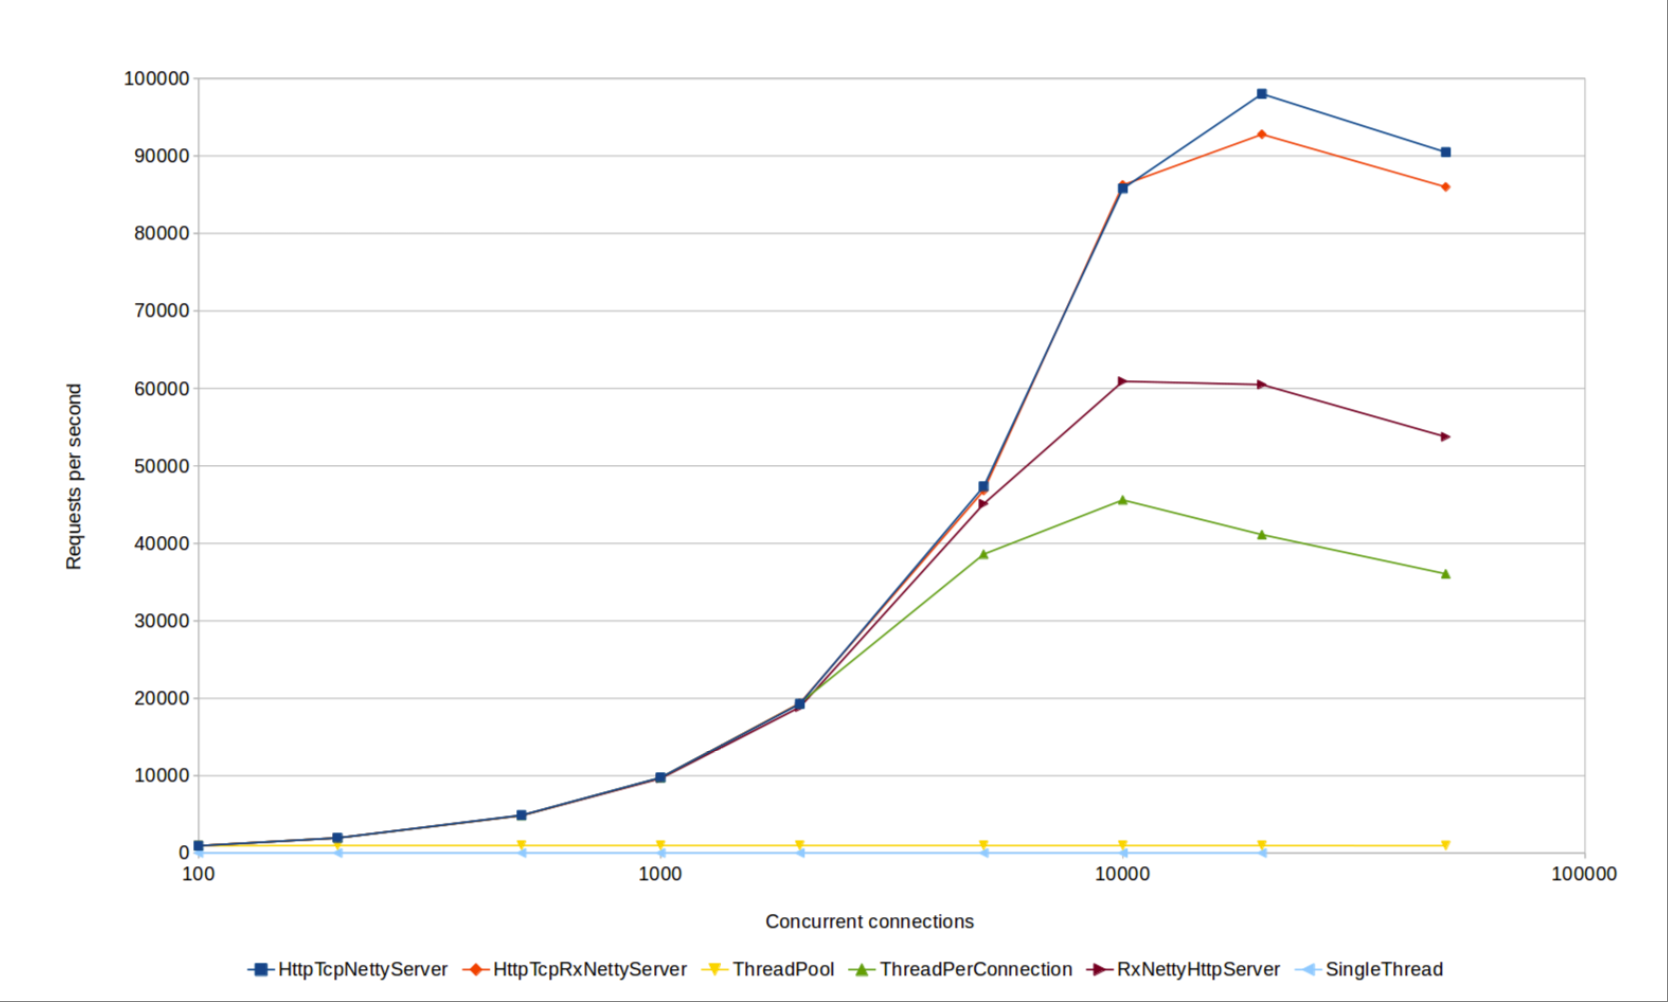 100000
90000
80000
70000
60000
50000
40000
30000
20000
10000
0
Requests per second
100 1000 10000 100000
Concurrent connections
HttpTcpNettyServer HttpTcpRxNettyServer ThreadPool ThreadPerConnection RxNettyHttpServer SingleThread